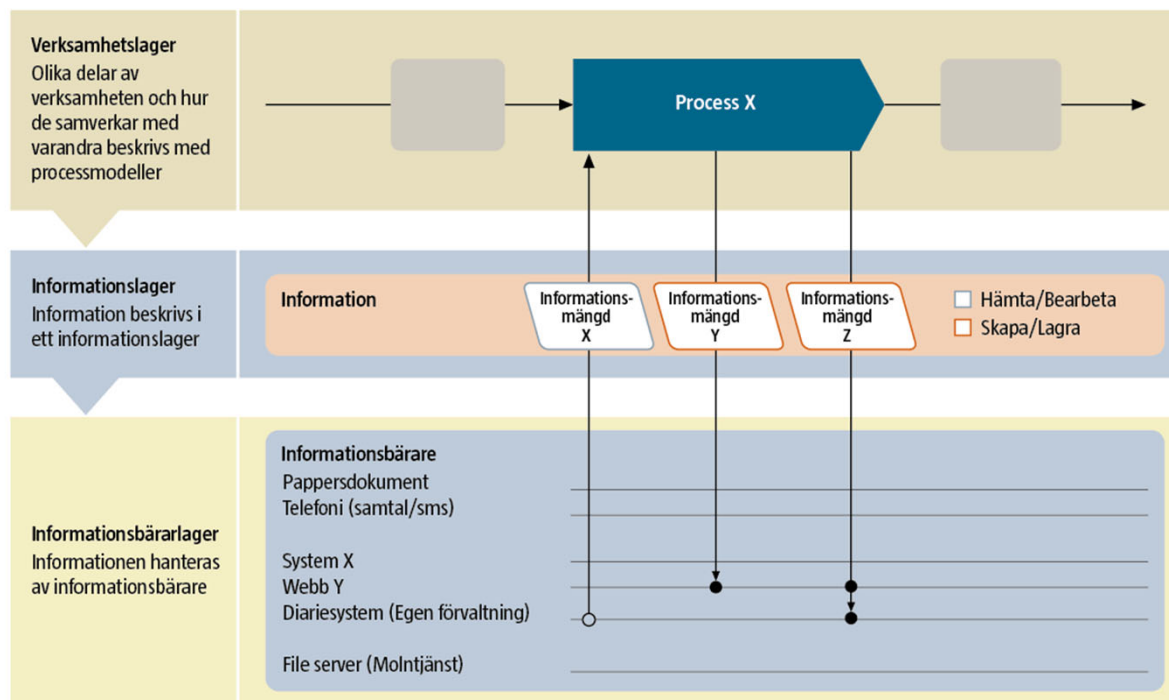 Verksamhetslager
Olika delar av
verksamheten och hur
de samverkar med
varandra beskrivs med
processmodeller
Process X
Informationslager
Information beskrivs i
ett informationslager
Information
Informations-
mängd
X
Informations-
mängd
Y
Informations-
mängd
Z
Hämta/Bearbeta
Skapa/Lagra
Informationsbärarlager
Informationen hanteras
av informationsbärare
Informationsbärare
Pappersdokument
Telefoni (samtal/sms)
System X
Webb Y
Diariesystem (Egen förvaltning)
File server (Molntjänst)